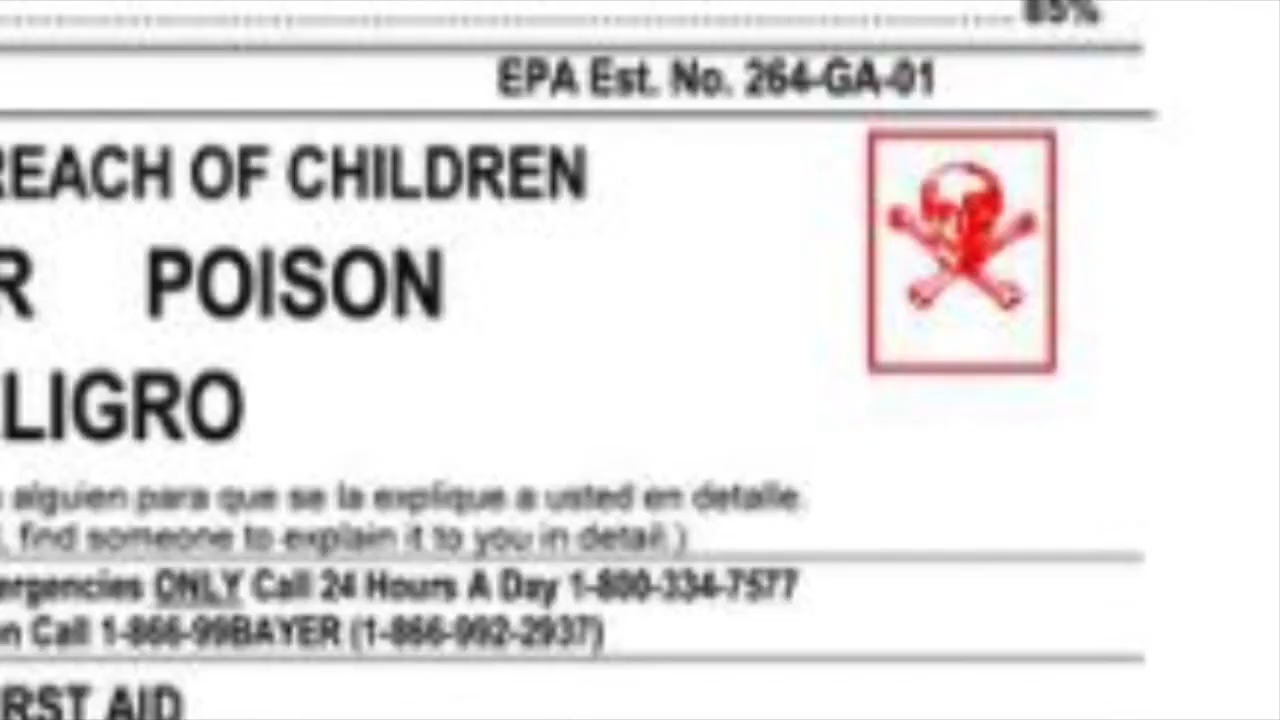 85%
EPA Est. No. 264-GA-01
REACH OF CHILDREN
R POISON
LIGRO
alguien para que se la explique a usted en detalle.
, find someone to explain it to you in detail.)
ergencies ONLY Call 24 Hours A Day 1-800-334-7577
n Call 1-866-99BAYER (1-866-992-2937)
RST AID